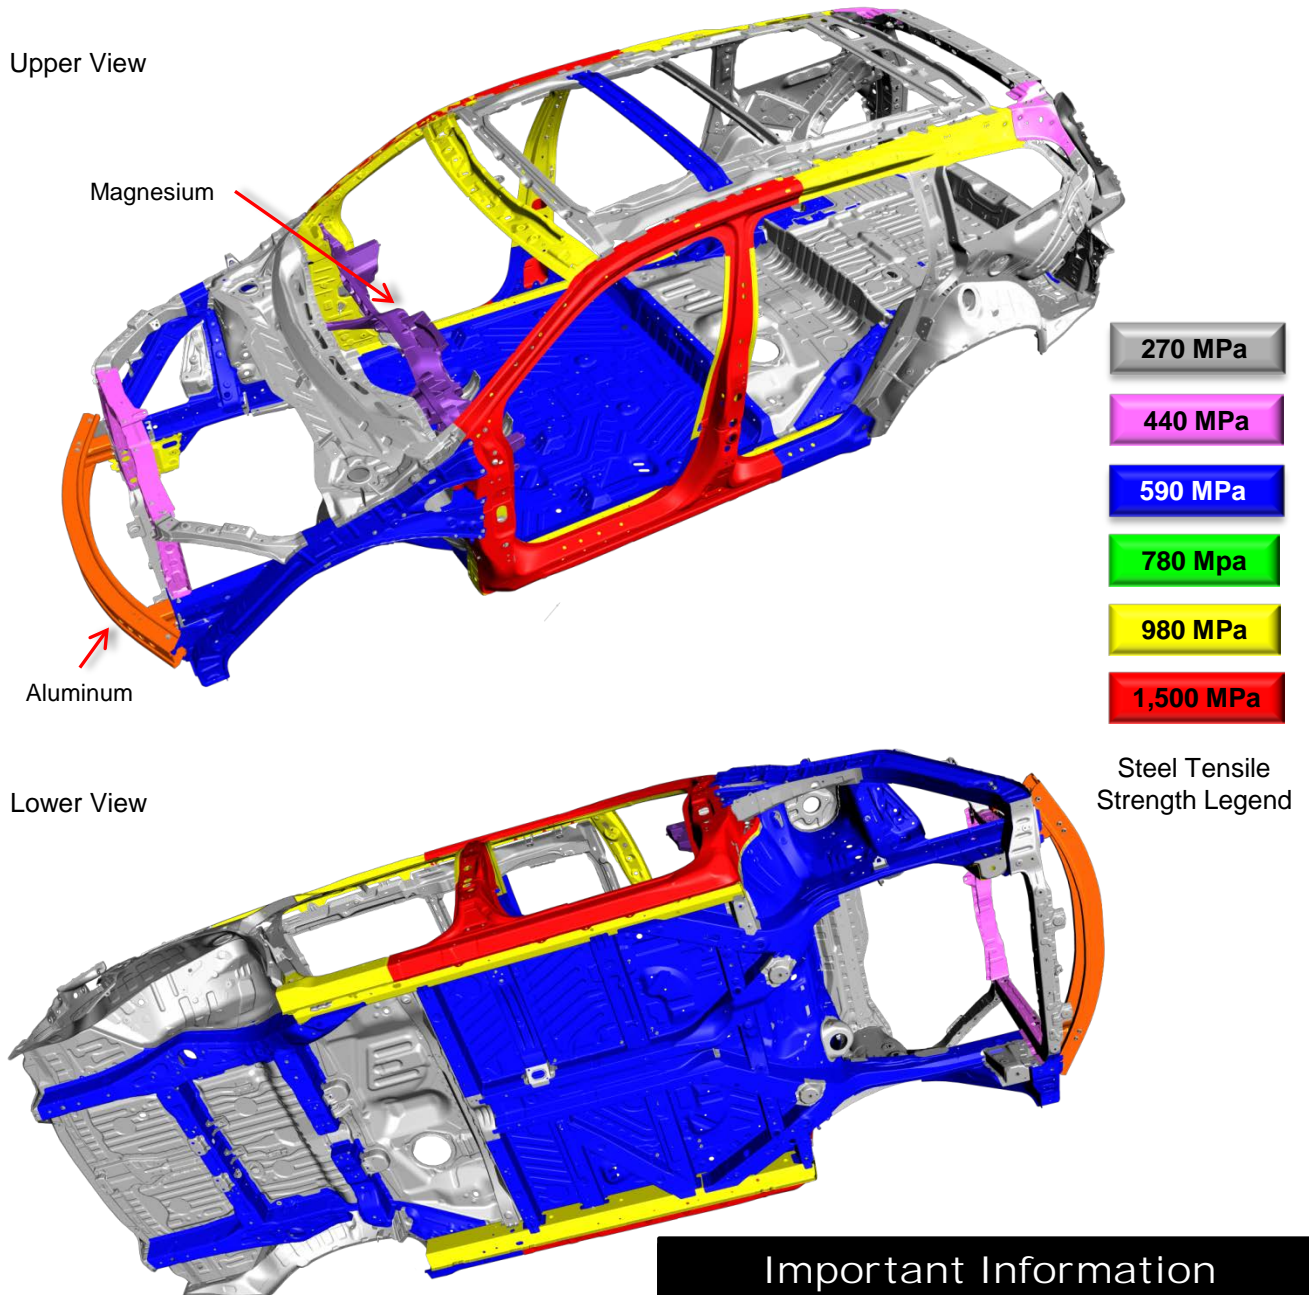 Upper View
Magnesium
270 MPa
440 MPa
590 MPa
780 Mpa
980 MPa
1,500 MPa
Aluminum
Steel Tensile
Strength Legend
Lower View
Important Information